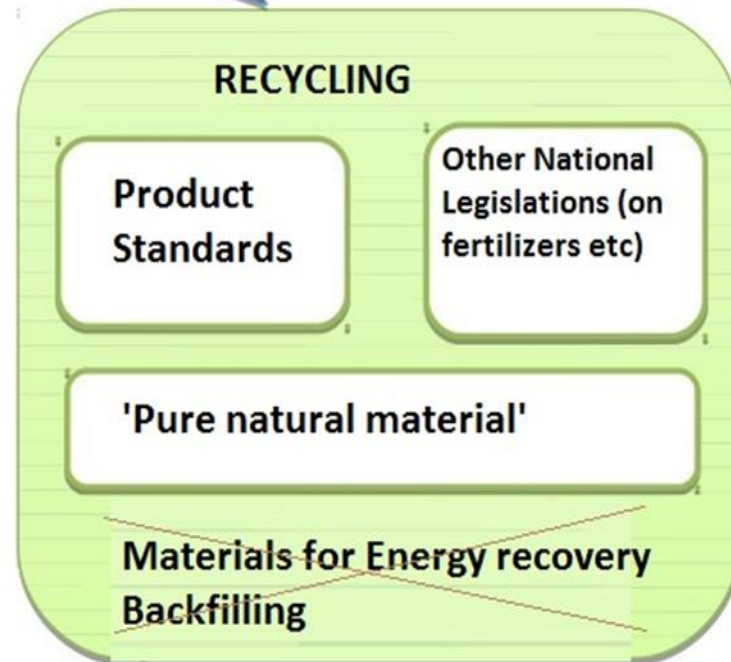 RECYCLING
Product
Standards
Other National
Legislations (on
fertilizers etc)
'Pure natural material'
Materials for Energy recovery
Backfilling